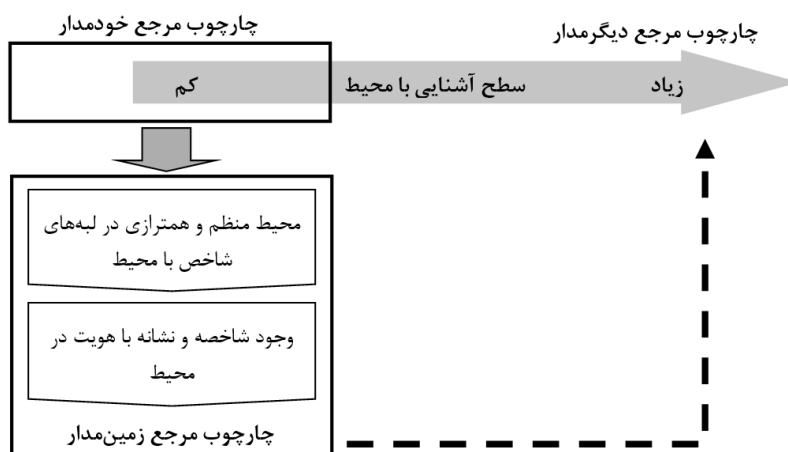 چارچوب مرجع خودمدار
چارچوب مرجع دیگرمدار
کم
سطح آشنایی با محیط
زیاد
محیط منظم و همترازی در لبه‌های
شاخص با محیط
وجود شاخصه و نشانه با هویت در
محیط
چارچوب مرجع زمین‌مدار